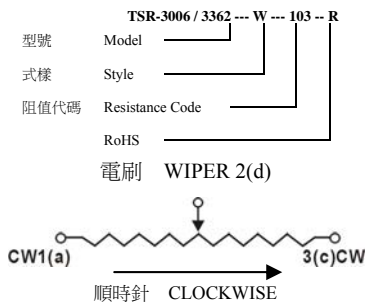 TSR-3006 / 3362 --- W --- 103 -- R
型號 Model
式樣 Style
阻值代碼 Resistance Code
RoHS
電刷 WIPER 2(d)
CW1(a) 3(c)CW
順時針 CLOCKWISE